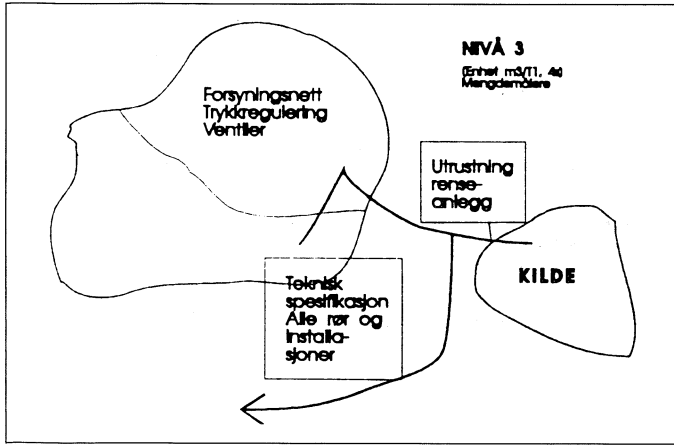 NIVÅ 3
(Enhet m3/T1, 4x)
Mengdemålere
Forsyningsnett
Trykkregulering
Ventiler
Utrustning
rense-
anlegg
KILDE
Teknisk
spesifikasjon
Alle rør og
installa-
sjoner